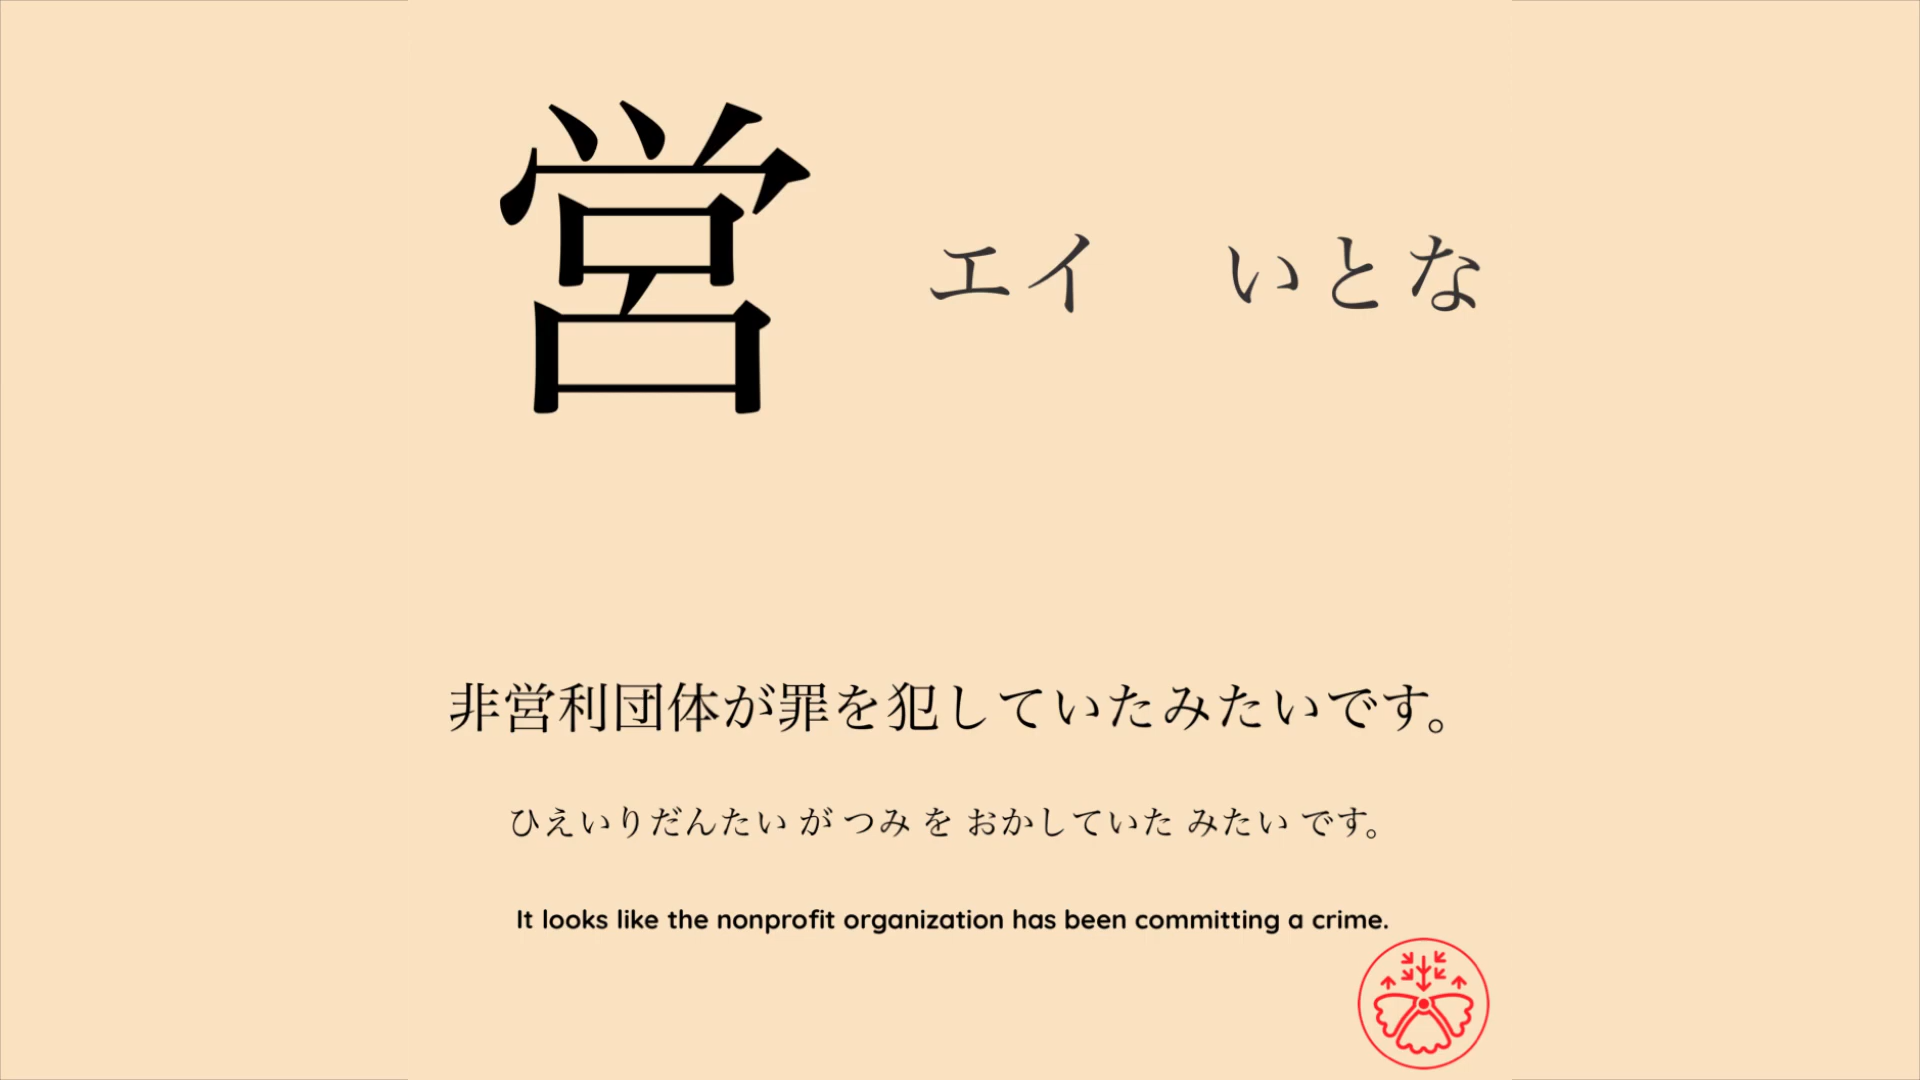 営
エイ　いとな
非営利団体が罪を犯していたみたいです。
ひえいりだんたい が つみ を おかしていた みたい です。
It looks like the nonprofit organization has been committing a crime.